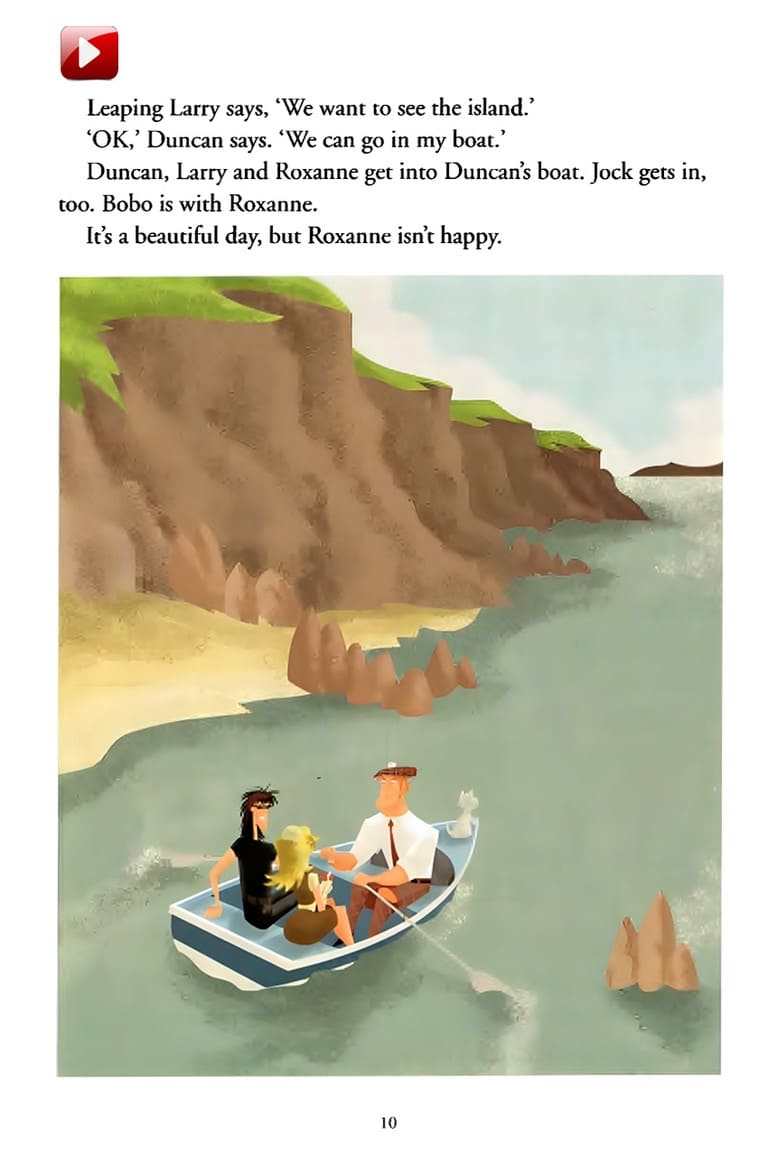 Leaping Larry says, ‘We want to see the island.’
‘OK,’ Duncan says. ‘We can go in my boat.’
Duncan, Larry and Roxanne get into Duncan’s boat. Jock gets in,
too. Bobo is with Roxanne.
It’s a beautiful day, but Roxanne isn’t happy.
10